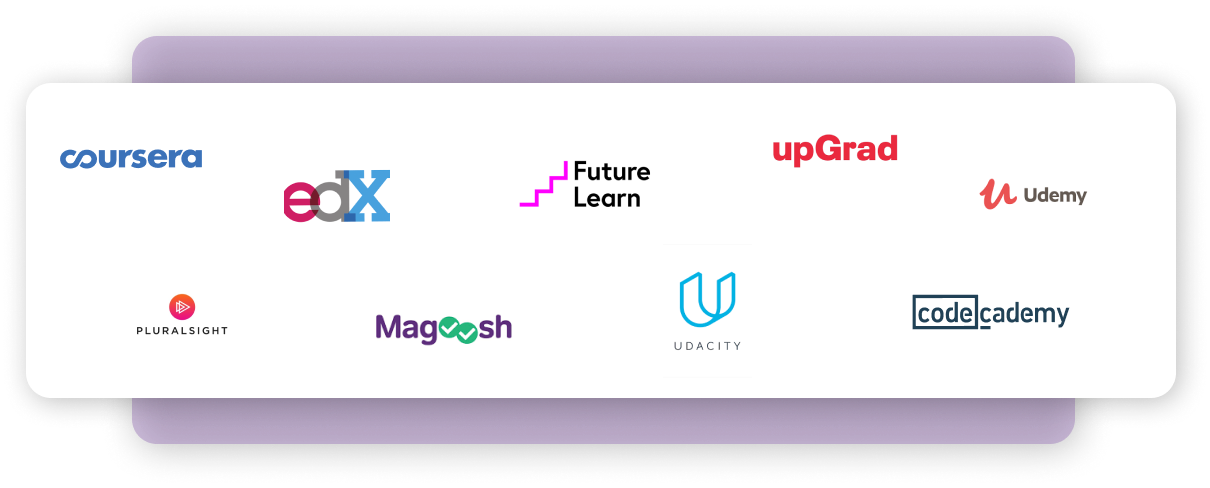 coursera
edX
Future
Learn
upGrad
Udemy
PLURALSIGHT
Magoosh
UDACITY
codecademy